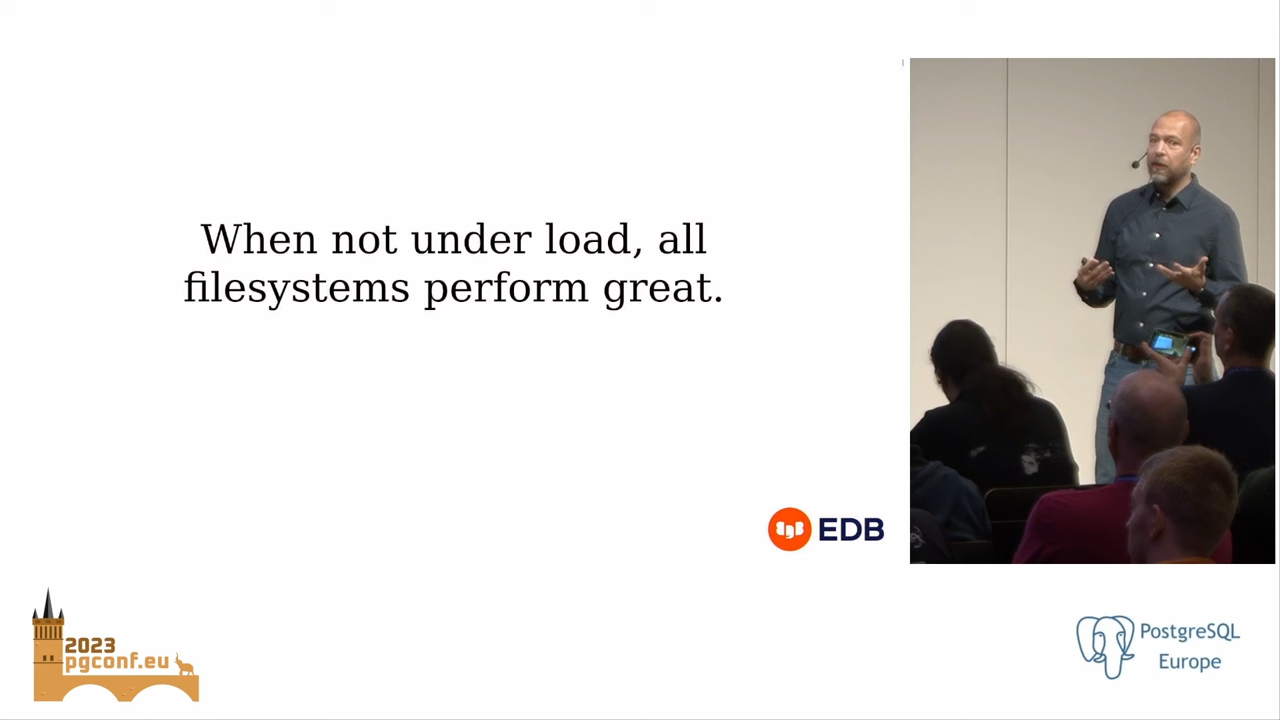 When not under load, all
filesystems perform great.
EDB
2023
pgconf.eu
PostgreSQL
Europe